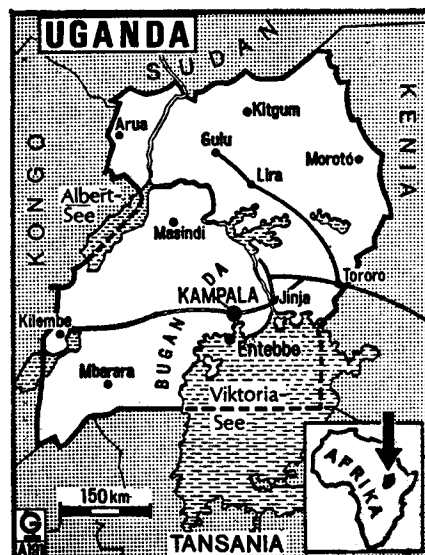 UGANDA
SUDAN
Kitgum
Arua
Gulu
Moroto
KENIA
Lira
KONGO
Albert-
See
Masindi
Tororo
KAMPALA
Jinja
BUGANDA
Kilembe
Entebbe
Mbarara
Viktoria-
See
AFRIKA
150 km
G
TANSANIA